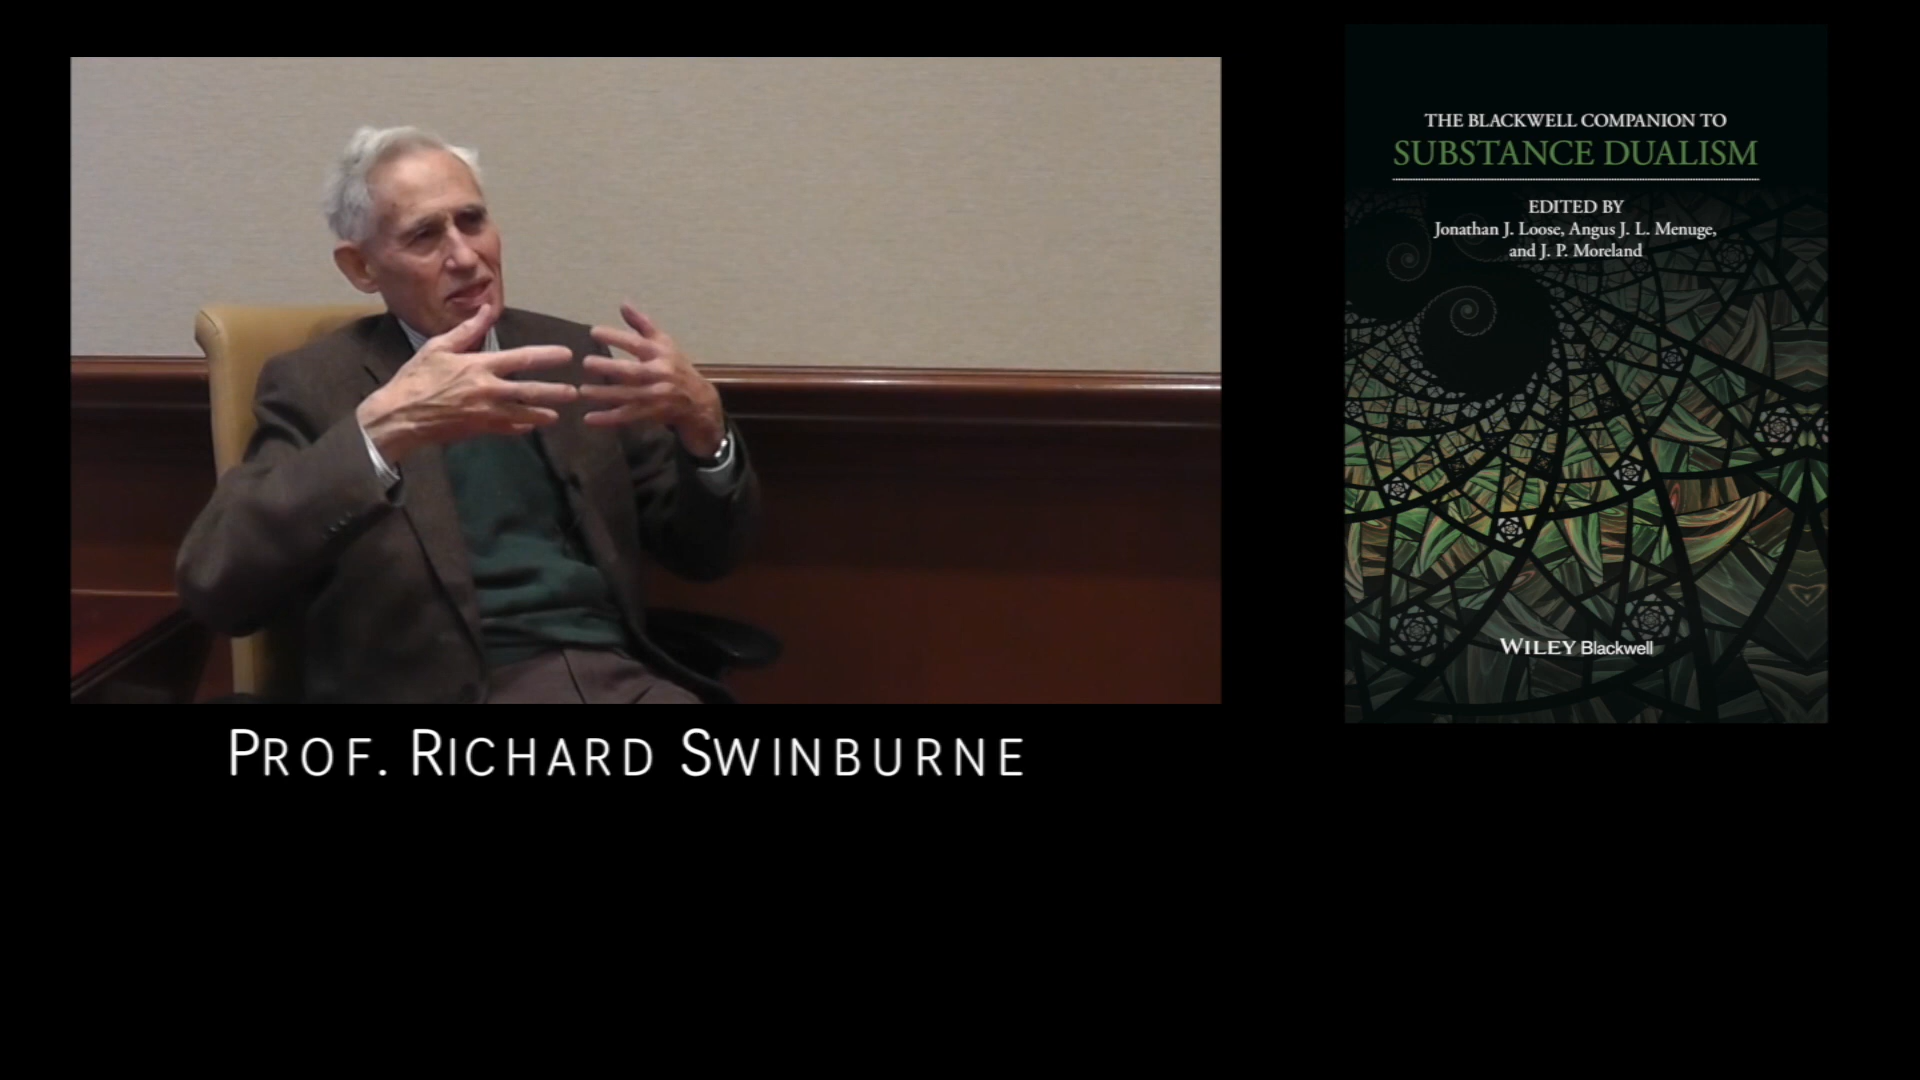 THE BLACKWELL COMPANION TO
SUBSTANCE DUALISM
EDITED BY
Jonathan J. Loose, Angus J. L. Menuge,
and J. P. Moreland
WILEY Blackwell
PROF. RICHARD SWINBURNE